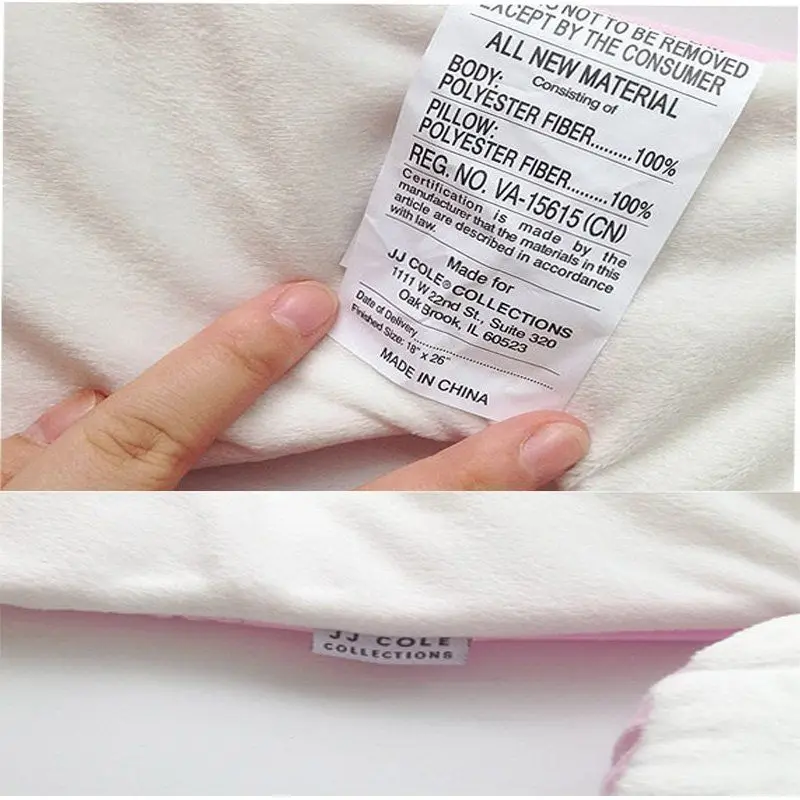 NOT TO BE REMOVED
EXCEPT BY THE CONSUMER
ALL NEW MATERIAL
Consisting of
BODY:
POLYESTER FIBER.........100%
PILLOW:
POLYESTER FIBER.........100%
REG. NO. VA-15615 (CN)
Certification is made by the
manufacturer that the materials in this
article are described in accordance
with law.
Made for
JJ COLE® COLLECTIONS
1111 W 22nd St., Suite 320
Oak Brook, IL 60523
Date of Delivery
Finished Size: 18" x 26"
MADE IN CHINA
JJ COLE
COLLECTIONS